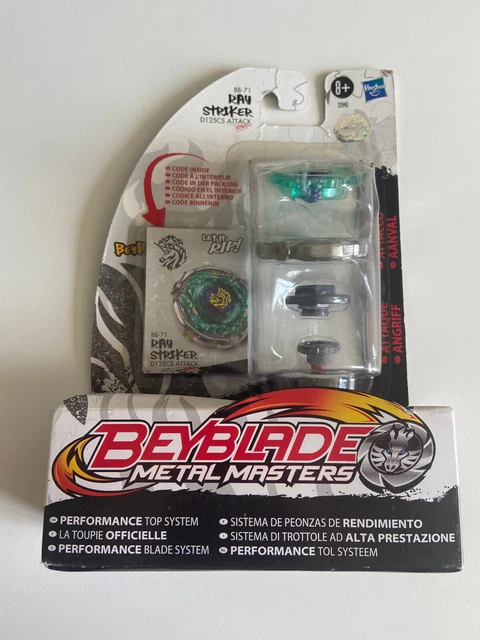 BB-71
RAY
STRIKER
D125CS ATTACK
8+
Hasbro
CODE INSIDE
CODE À L'INTÉRIEUR
CODE IN DER PACKUNG
CÓDIGO EN EL INTERIOR
CODICE ALL'INTERNO
CODE BINNENIN
BEYB
LET IT
RIP!
BB-71
RAY
STRIKER
D125CS ATTACK
ATTACCO
AANVAL
ATTAQUE
ANGRIFF
BEYBLADE
METAL MASTERS
PERFORMANCE TOP SYSTEM
LA TOUPIE OFFICIELLE
PERFORMANCE BLADE SYSTEM
SISTEMA DE PEONZAS DE RENDIMIENTO
SISTEMA DI TROTTOLE AD ALTA PRESTAZIONE
PERFORMANCE TOL SYSTEEM